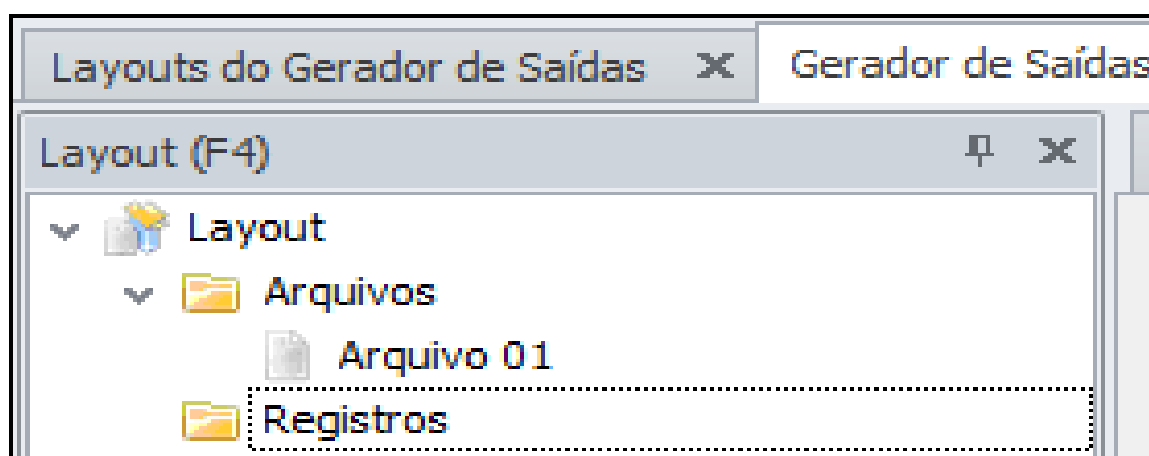 Layouts do Gerador de Saídas Gerador de Saídas
Layout (F4)
Layout
Arquivos
Arquivo 01
Registros